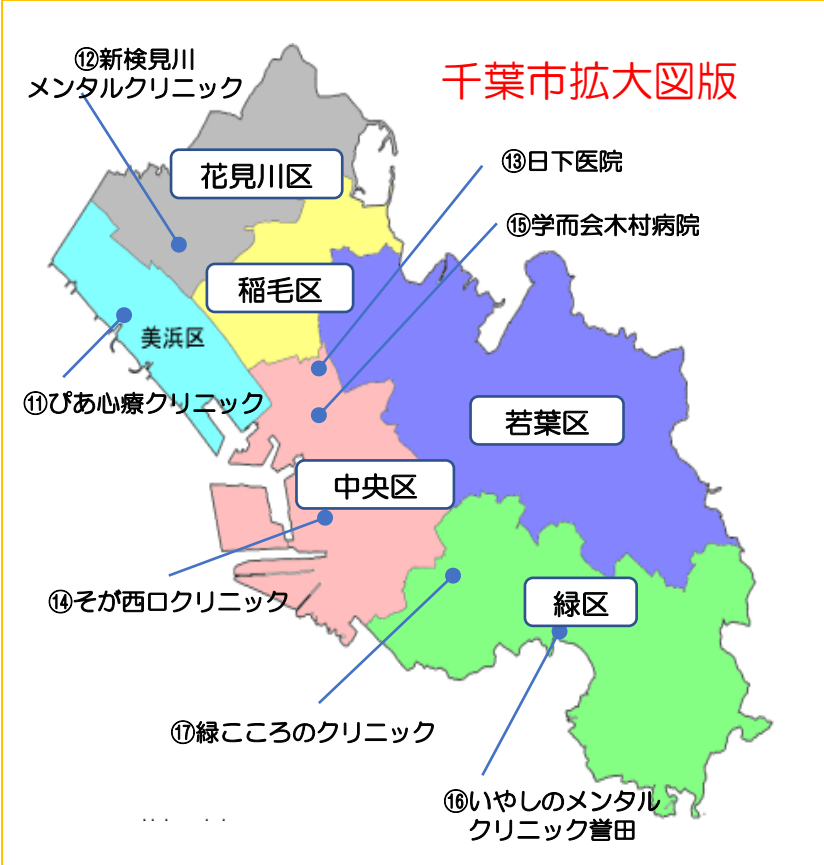 ⑫新検見川
メンタルクリニック
千葉市拡大図版
花見川区
⑬日下医院
⑮学而会木村病院
稲毛区
美浜区
⑪ぴあ心療クリニック
若葉区
中央区
⑭そが西口クリニック
緑区
⑰緑こころのクリニック
⑯いやしのメンタル
クリニック誉田